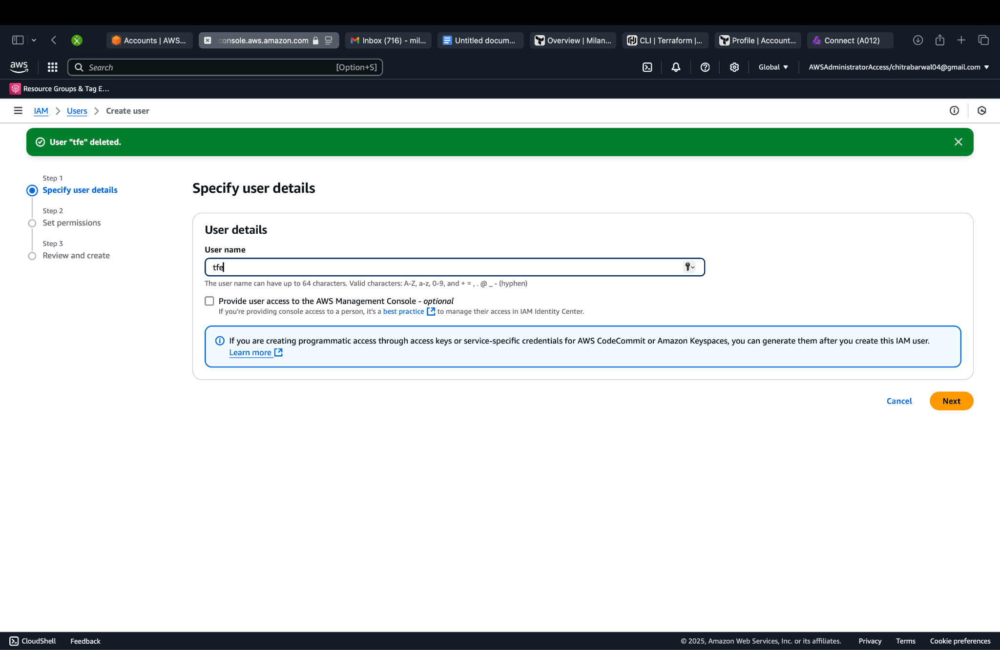 Accounts | AWS...
console.aws.amazon.com
Inbox (716) - mil...
Untitled docum...
Overview | Milan...
CLI | Terraform |...
Profile | Account...
Connect (A012)
aws
Search
[Option+S]
Global
AWSAdministratorAccess/chitrabarwal04@gmail.com
Resource Groups & Tag E...
IAM
Users
Create user
User "tfe" deleted.
Step 1
Specify user details
Step 2
Set permissions
Step 3
Review and create
Specify user details
User details
User name
tfe
The user name can have up to 64 characters. Valid characters: A-Z, a-z, 0-9, and + = , . @ _ - (hyphen)
Provide user access to the AWS Management Console - optional
If you're providing console access to a person, it's a best practice to manage their access in IAM Identity Center.
If you are creating programmatic access through access keys or service-specific credentials for AWS CodeCommit or Amazon Keyspaces, you can generate them after you create this IAM user.
Learn more
Cancel
Next
CloudShell
Feedback
© 2025, Amazon Web Services, Inc. or its affiliates.
Privacy
Terms
Cookie preferences